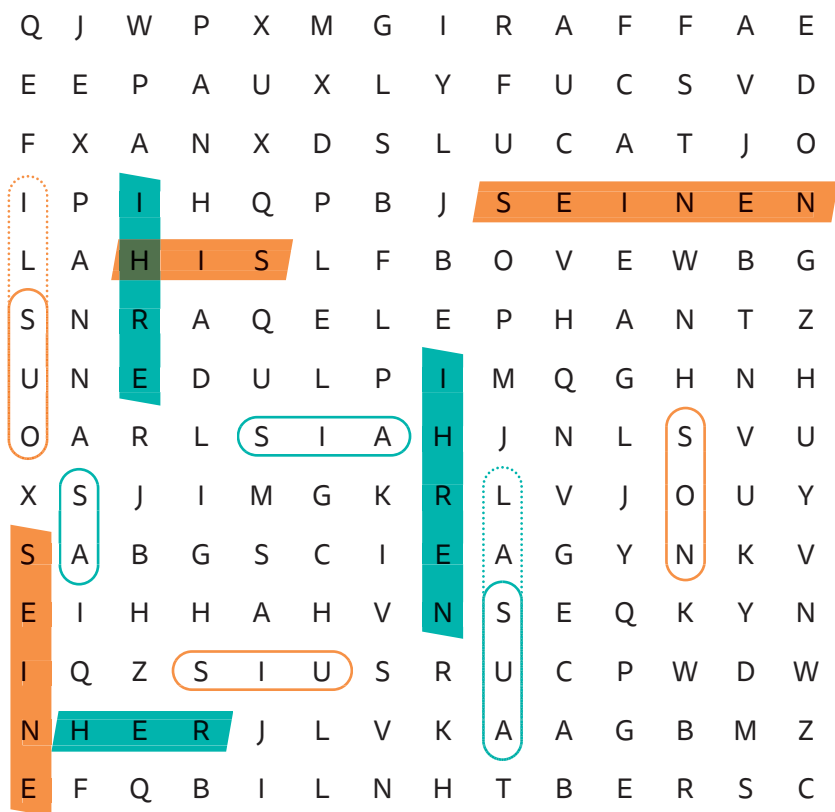 Q J W P X M G I R A F F A E
E E P A U X L Y F U C S V D
F X A N X D S L U C A T J O
I P I H Q P B J S E I N E N
L A H I S L F B O V E W B G
S N R A Q E L E P H A N T Z
U N E D U L P I M Q G H N H
O A R L S I A H J N L S V U
X S J I M G K R L V J O U Y
S A B G S C I E A G Y N K V
E I H H A H V N S E Q K Y N
I Q Z S I U S R U C P W D W
N H E R J L V K A A G B M Z
E F Q B I L N H T B E R S C